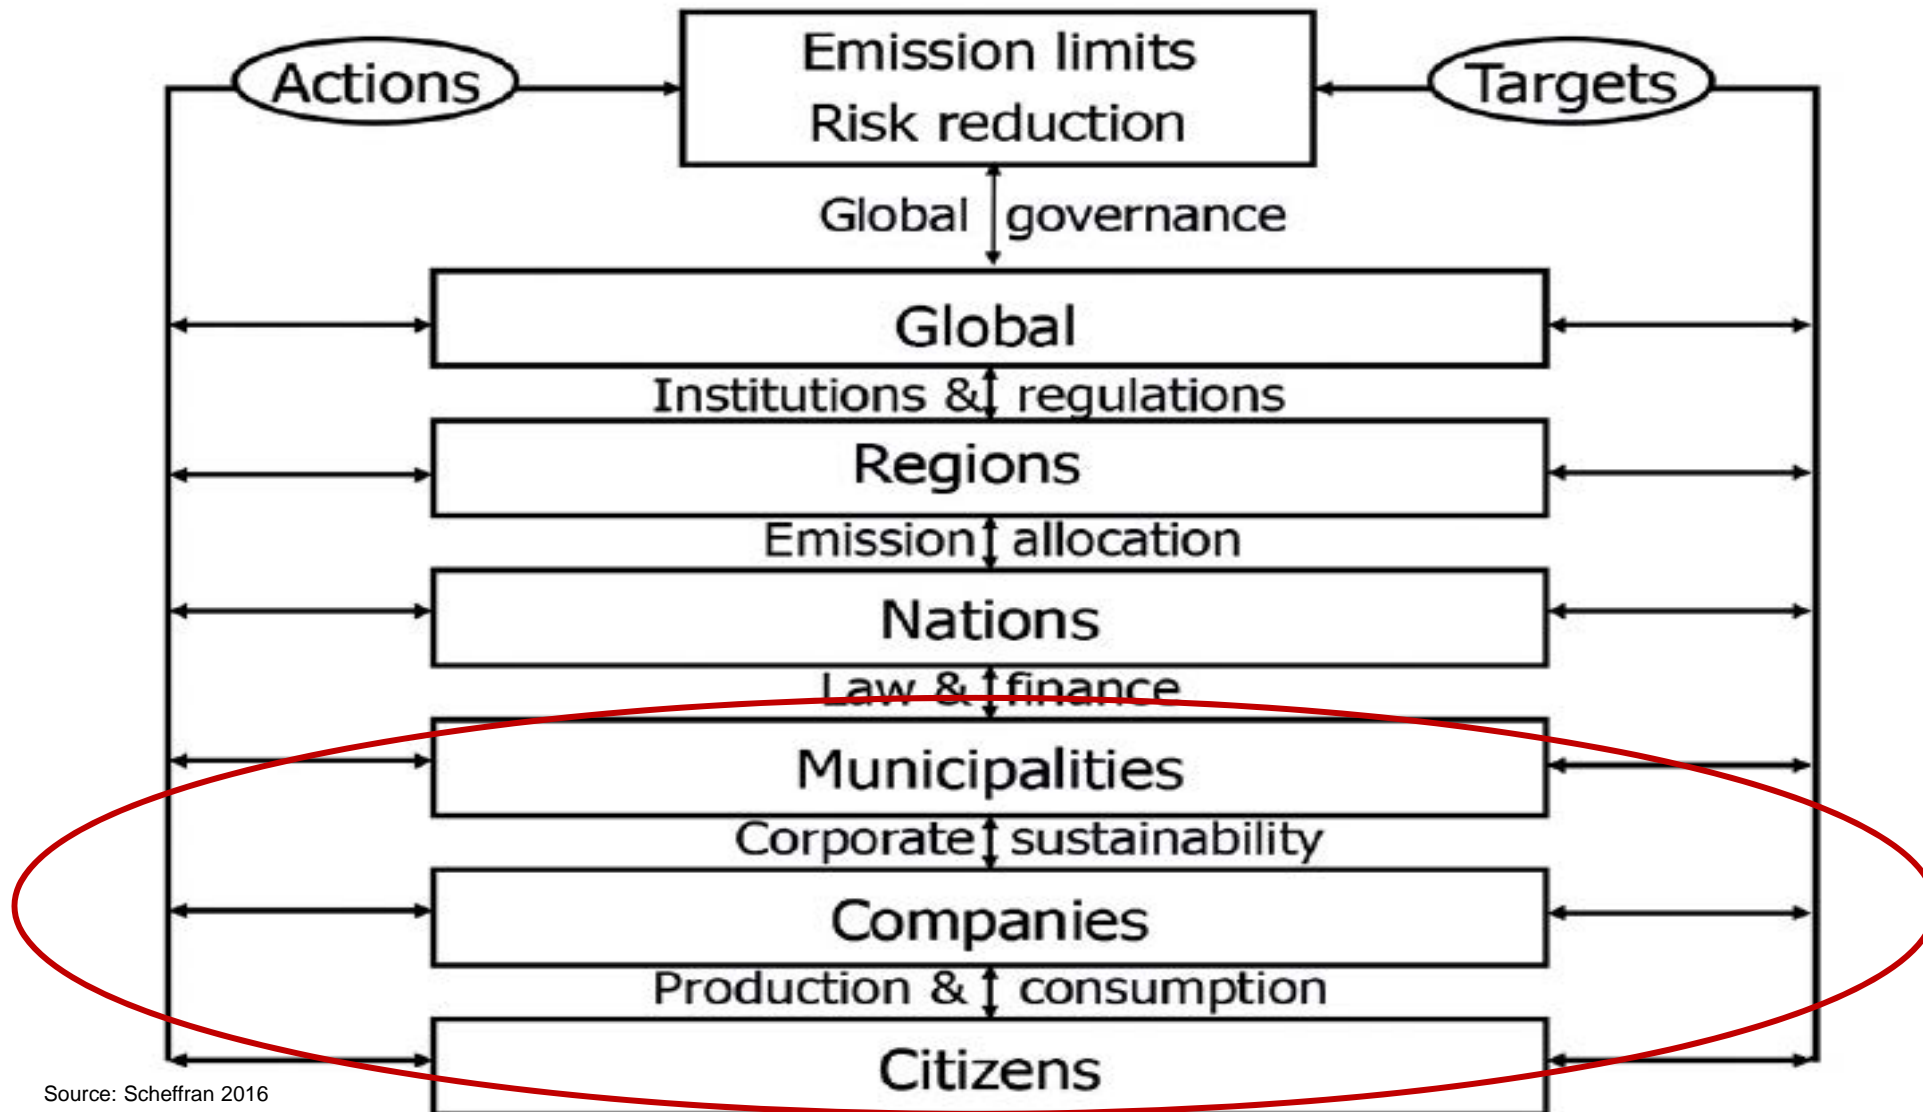 Actions
Emission limits
Risk reduction
Targets
Global governance
Global
Institutions & regulations
Regions
Emission allocation
Nations
Law & finance
Municipalities
Corporate sustainability
Companies
Production & consumption
Citizens
Source: Scheffran 2016